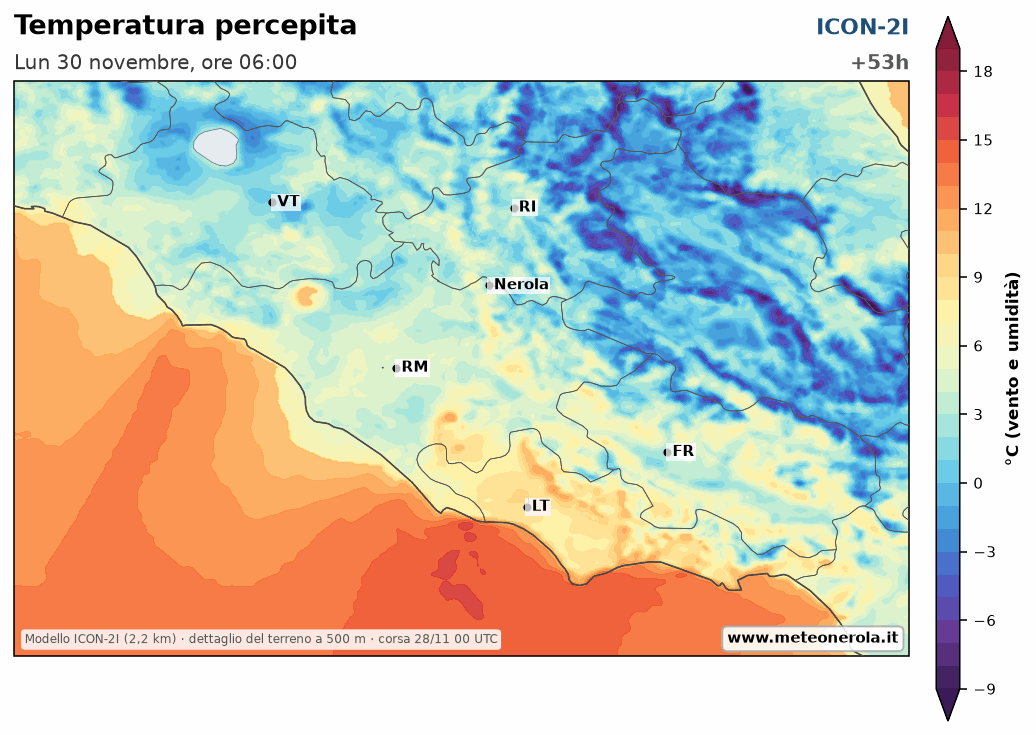 Temperatura percepita
ICON-2I
Lun 30 novembre, ore 06:00
+53h
VT
RI
Nerola
RM
FR
LT
Modello ICON-2I (2,2 km) · dettaglio del terreno a 500 m · corsa 28/11 00 UTC
www.meteonerola.it
18
15
12
9
6
3
0
−3
−6
−9
°C (vento e umidità)